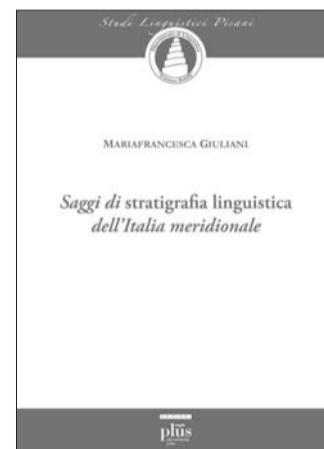 Studi Linguistici Pisani
MARIAFRANCESCA GIULIANI
Saggi di stratigrafia linguistica
dell'Italia meridionale
plus